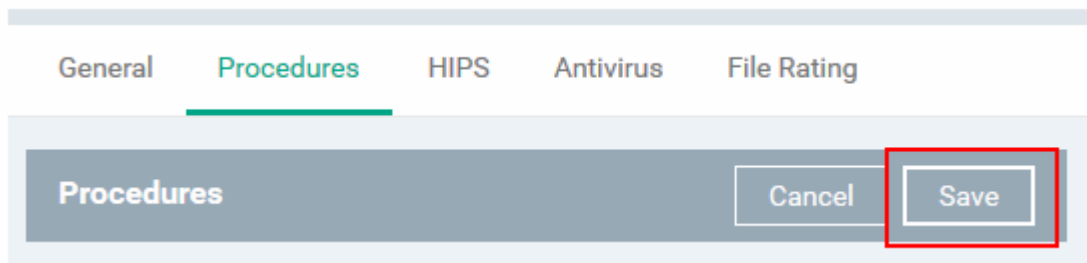 General Procedures HIPS Antivirus File Rating
Procedures Cancel Save